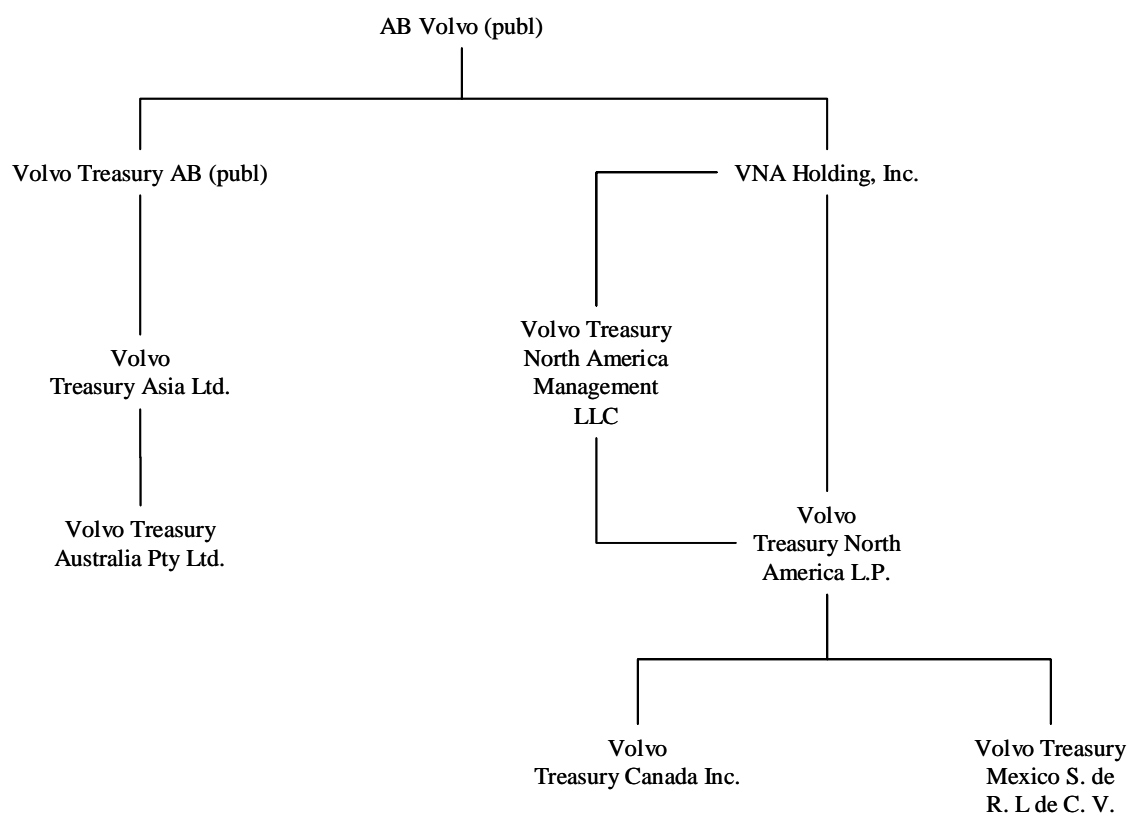 AB Volvo (publ)
Volvo Treasury AB (publ)
VNA Holding, Inc.
Volvo Treasury
North America
Management
LLC
Volvo
Treasury Asia Ltd.
Volvo Treasury
Australia Pty Ltd.
Volvo
Treasury North
America L.P.
Volvo
Treasury Canada Inc.
Volvo Treasury
Mexico S. de
R. L de C. V.